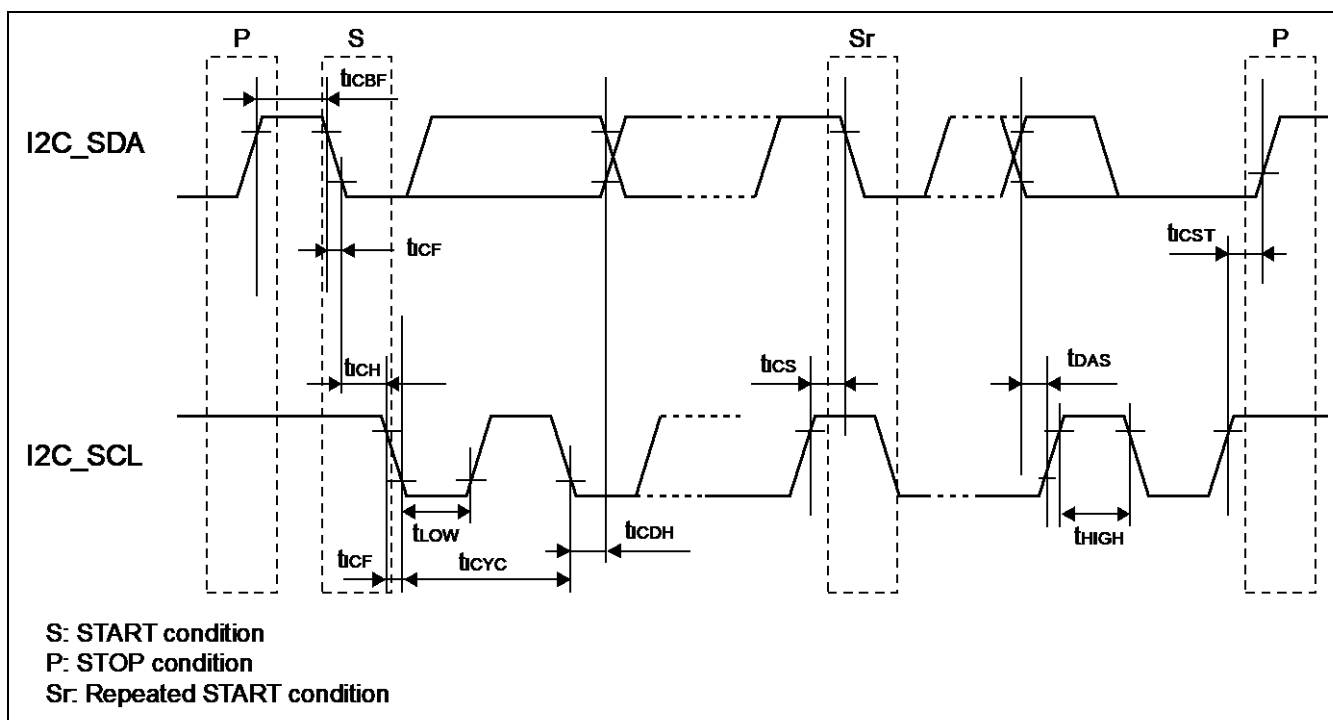 P S Sr P
tICBF
I2C_SDA
tICF
tICST
tICH
tICS
tDAS
I2C_SCL
tLOW
tICDH
tHIGH
tICF
tICYC
S: START condition
P: STOP condition
Sr: Repeated START condition